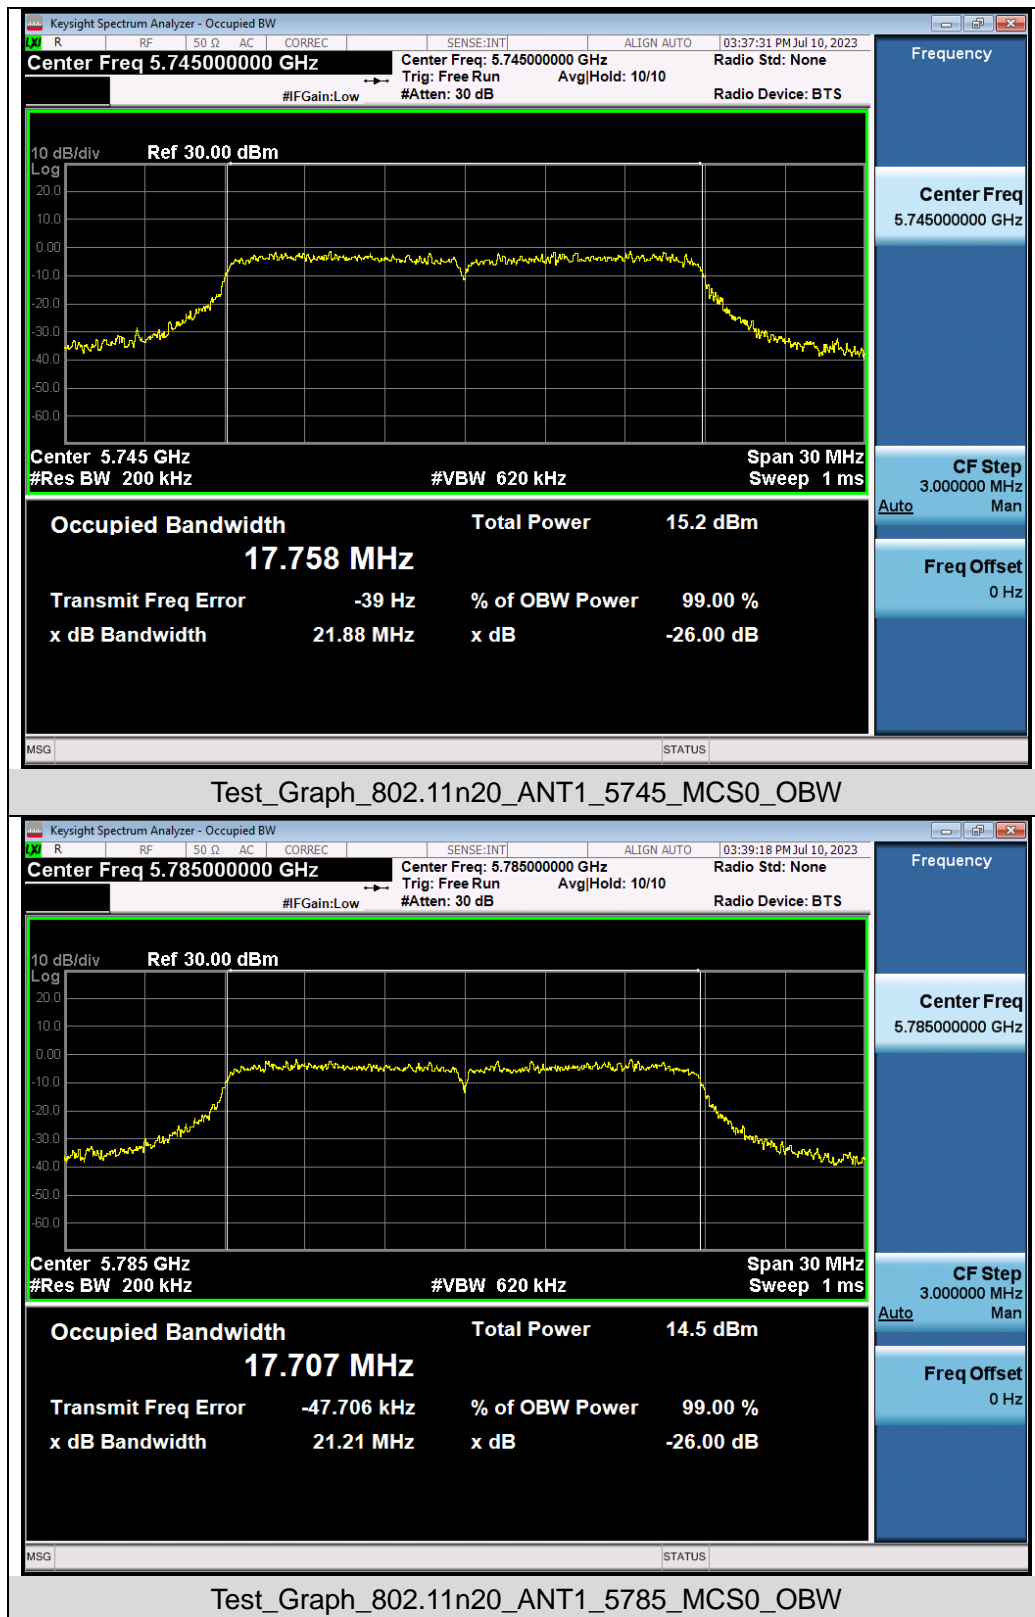 Keysight Spectrum Analyzer - Occupied BW
LXI R RF 50 Ω AC CORREC SENSE:INT ALIGN AUTO 03:37:31 PM Jul 10, 2023
Center Freq 5.745000000 GHz
Center Freq: 5.745000000 GHz
Radio Std: None
Trig: Free Run Avg|Hold: 10/10
#IFGain:Low
#Atten: 30 dB
Radio Device: BTS
Frequency
10 dB/div Ref 30.00 dBm
Log
20.0
10.0
0.00
-10.0
-20.0
-30.0
-40.0
-50.0
-60.0
Center 5.745 GHz
Span 30 MHz
#Res BW 200 kHz
#VBW 620 kHz
Sweep 1 ms
Center Freq
5.745000000 GHz
CF Step
3.000000 MHz
Auto Man
Freq Offset
0 Hz
Occupied Bandwidth
Total Power 15.2 dBm
17.758 MHz
Transmit Freq Error -39 Hz % of OBW Power 99.00 %
x dB Bandwidth 21.88 MHz x dB -26.00 dB
MSG STATUS
Test_Graph_802.11n20_ANT1_5745_MCS0_OBW
Keysight Spectrum Analyzer - Occupied BW
LXI R RF 50 Ω AC CORREC SENSE:INT ALIGN AUTO 03:39:18 PM Jul 10, 2023
Center Freq 5.785000000 GHz
Center Freq: 5.785000000 GHz
Radio Std: None
Trig: Free Run Avg|Hold: 10/10
#IFGain:Low
#Atten: 30 dB
Radio Device: BTS
Frequency
10 dB/div Ref 30.00 dBm
Log
20.0
10.0
0.00
-10.0
-20.0
-30.0
-40.0
-50.0
-60.0
Center 5.785 GHz
Span 30 MHz
#Res BW 200 kHz
#VBW 620 kHz
Sweep 1 ms
Center Freq
5.785000000 GHz
CF Step
3.000000 MHz
Auto Man
Freq Offset
0 Hz
Occupied Bandwidth
Total Power 14.5 dBm
17.707 MHz
Transmit Freq Error -47.706 kHz % of OBW Power 99.00 %
x dB Bandwidth 21.21 MHz x dB -26.00 dB
MSG STATUS
Test_Graph_802.11n20_ANT1_5785_MCS0_OBW